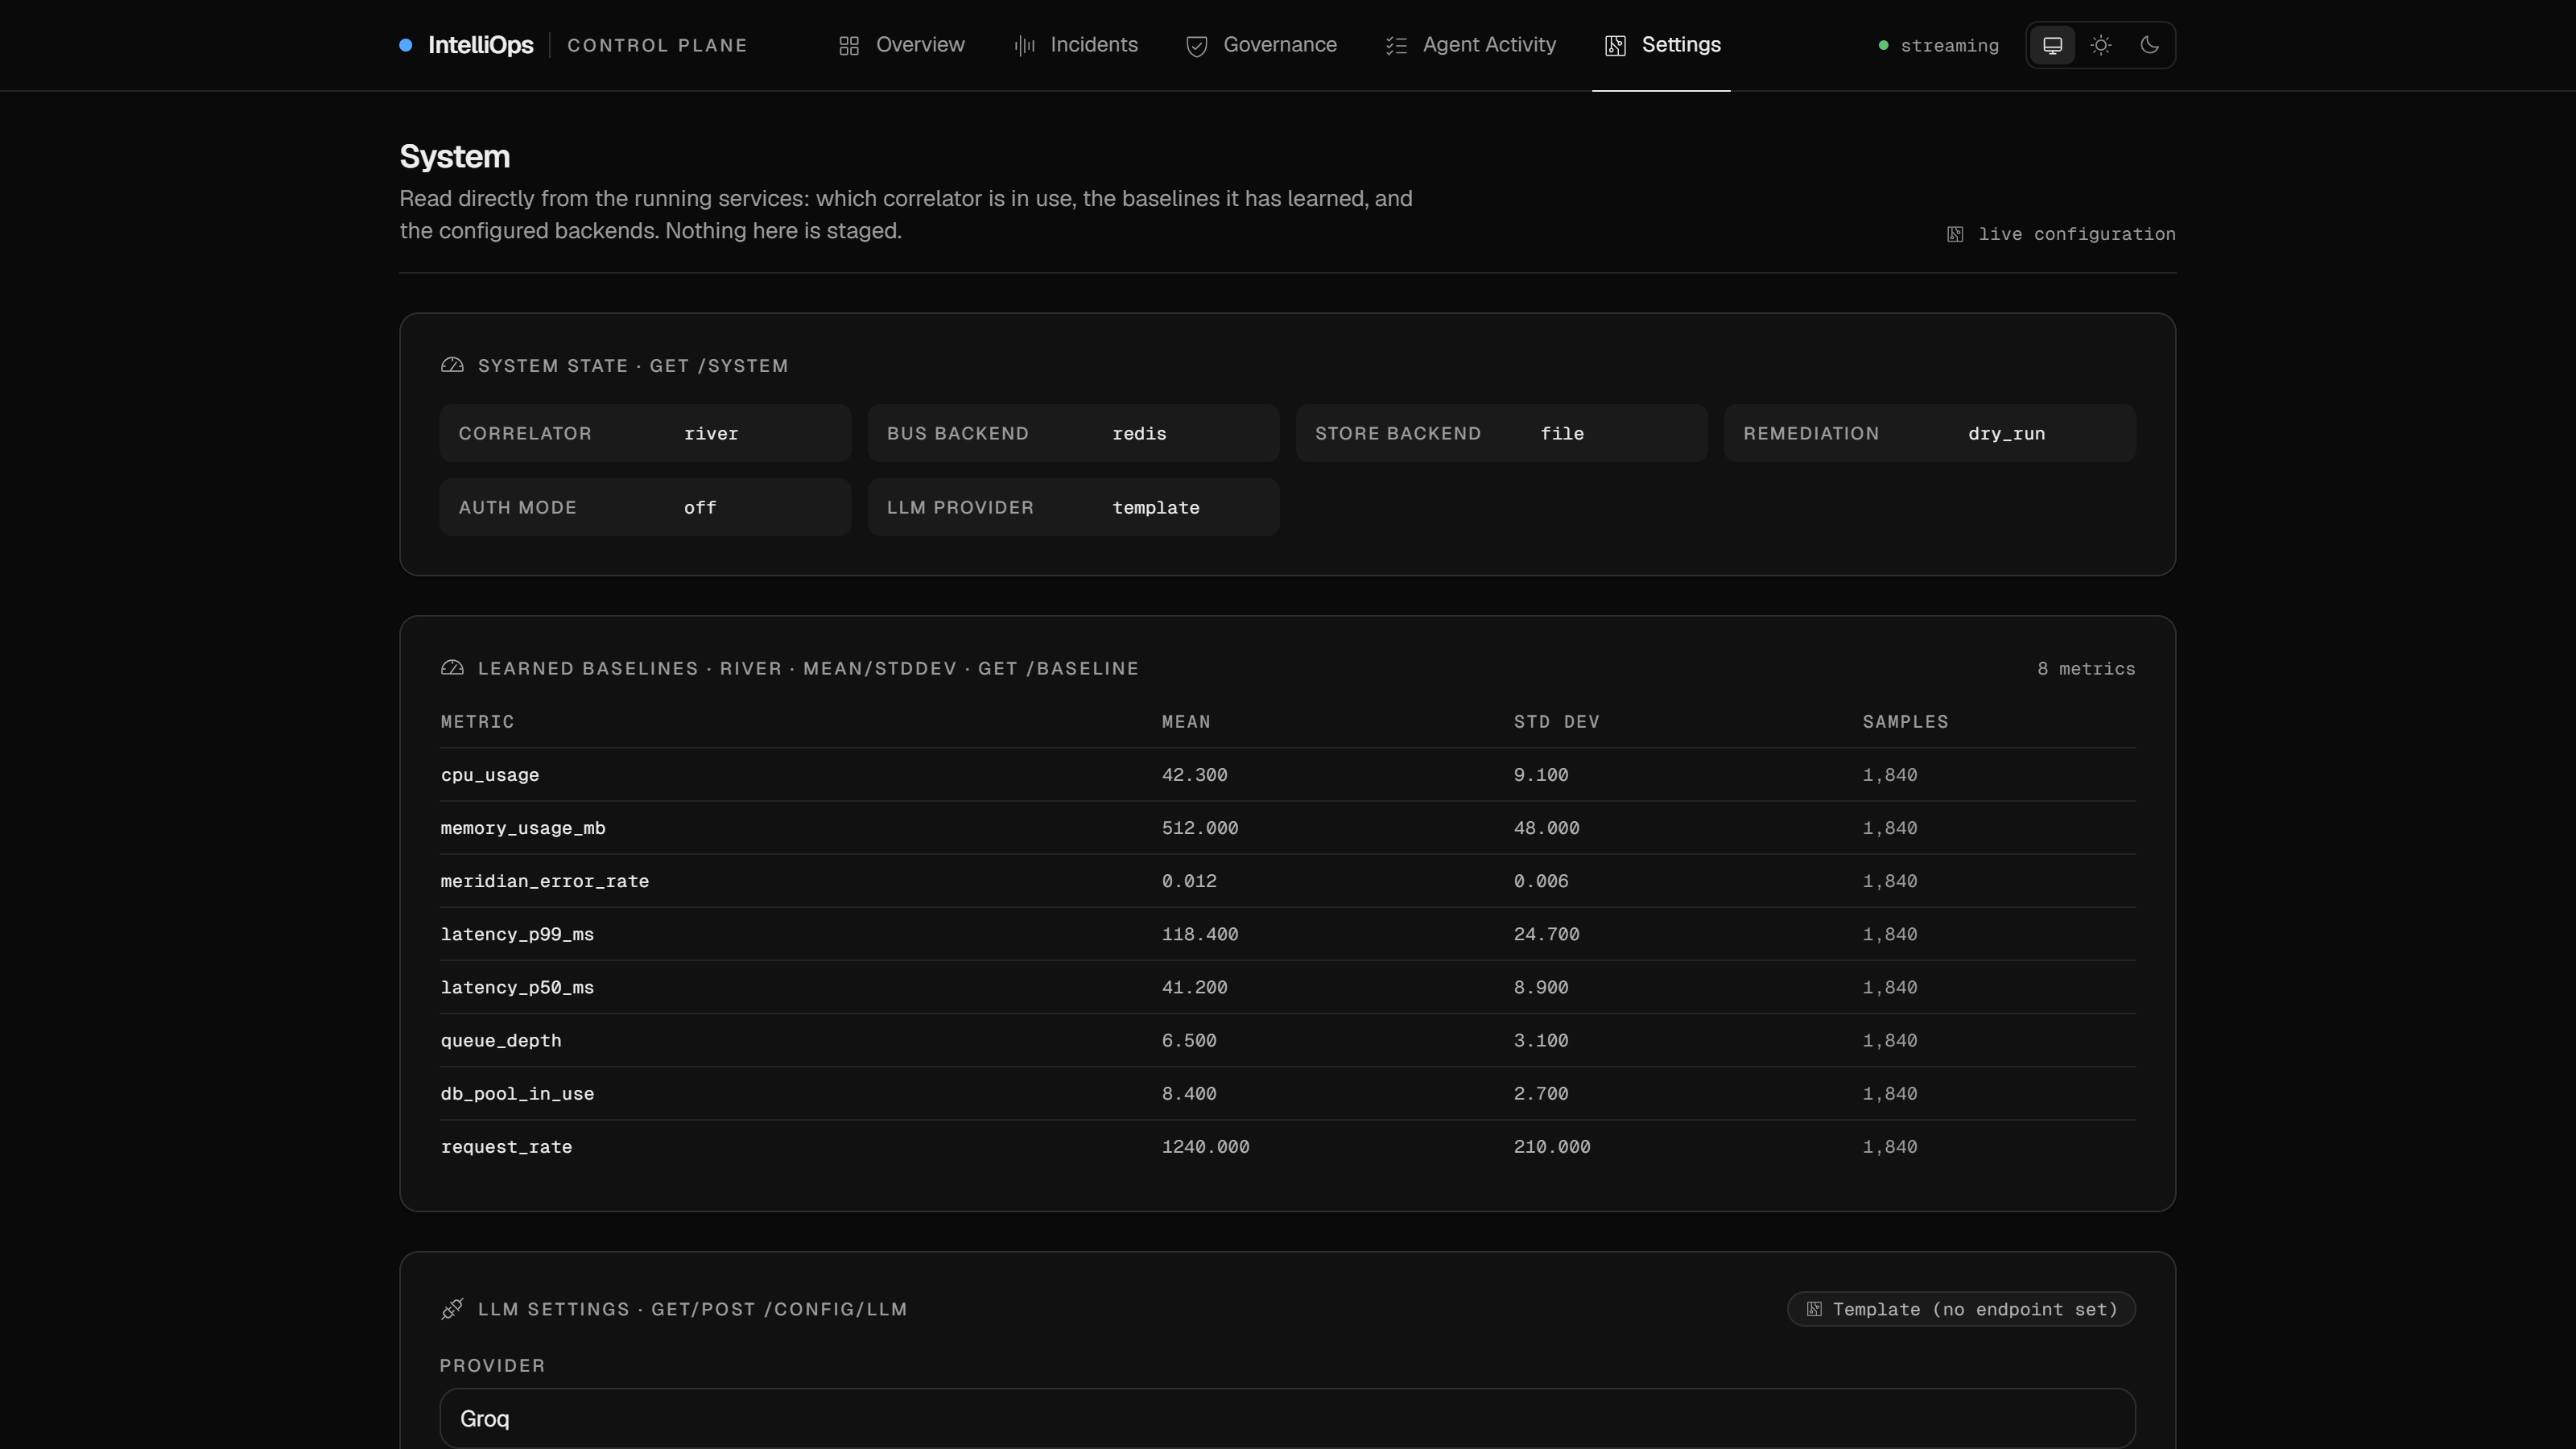 IntelliOps CONTROL PLANE Overview Incidents Governance Agent Activity Settings streaming
System
Read directly from the running services: which correlator is in use, the baselines it has learned, and
the configured backends. Nothing here is staged.
live configuration
SYSTEM STATE · GET /SYSTEM
CORRELATOR river BUS BACKEND redis STORE BACKEND file REMEDIATION dry_run
AUTH MODE off LLM PROVIDER template
LEARNED BASELINES · RIVER · MEAN/STDDEV · GET /BASELINE 8 metrics
METRIC MEAN STD DEV SAMPLES
cpu_usage 42.300 9.100 1,840
memory_usage_mb 512.000 48.000 1,840
meridian_error_rate 0.012 0.006 1,840
latency_p99_ms 118.400 24.700 1,840
latency_p50_ms 41.200 8.900 1,840
queue_depth 6.500 3.100 1,840
db_pool_in_use 8.400 2.700 1,840
request_rate 1240.000 210.000 1,840
LLM SETTINGS · GET/POST /CONFIG/LLM Template (no endpoint set)
PROVIDER
Groq